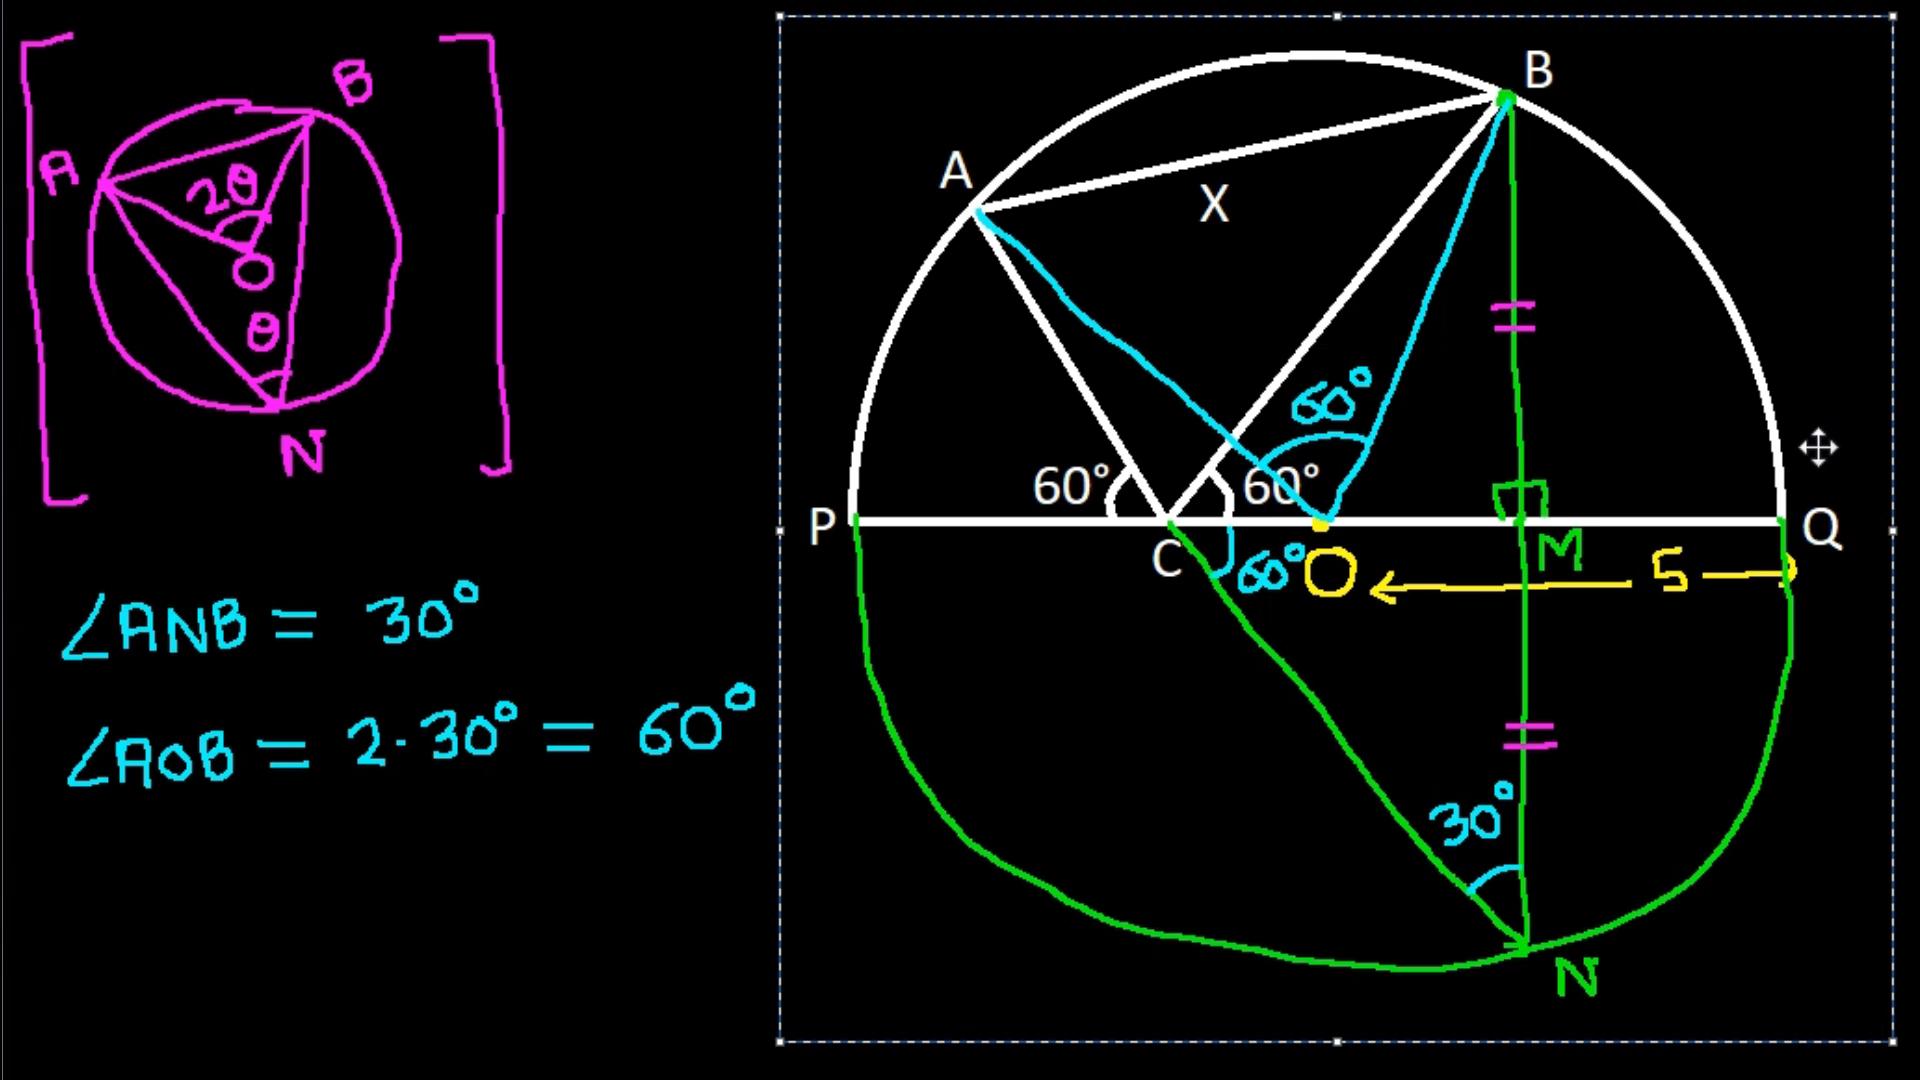 B
A
2θ
O
θ
N
∠ANB = 30°
∠AOB = 2·30° = 60°
B
A
X
60°
60° 60°
P
Q
C
M
60°
O
5
30°
N